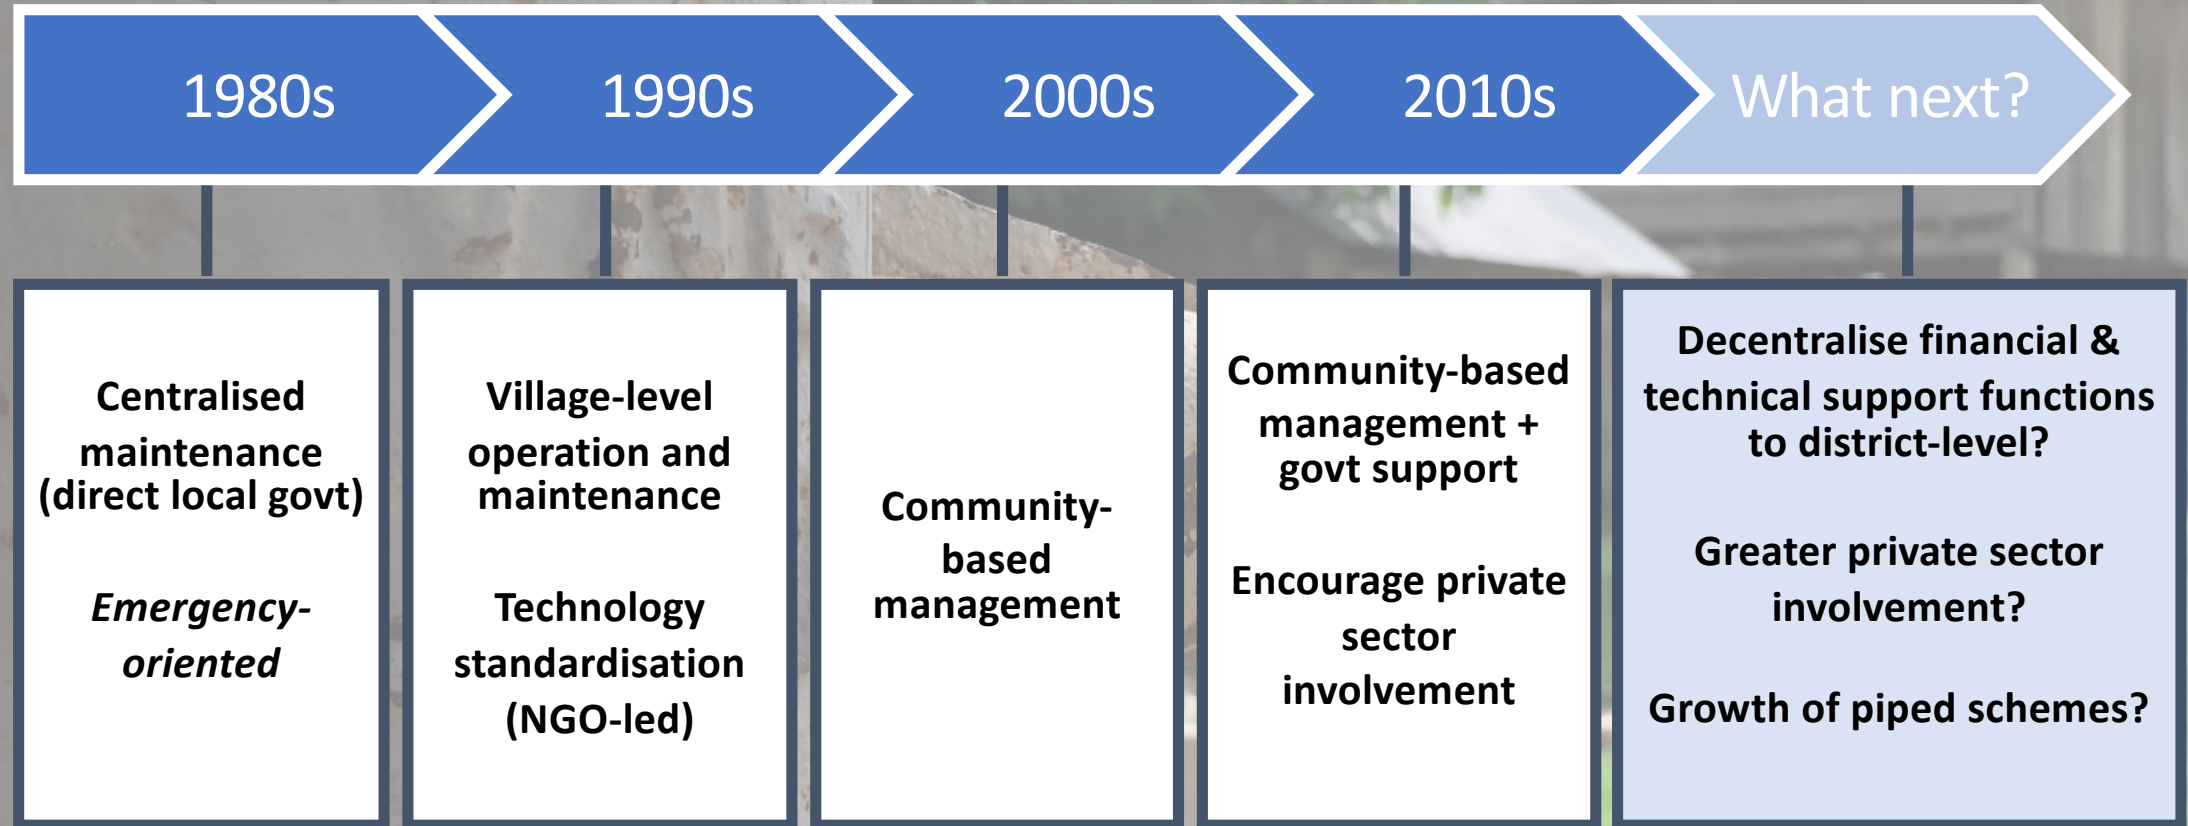 1980s
1990s
2000s
2010s
What next?
Centralised
maintenance
(direct local govt)
Emergency-
oriented
Village-level
operation and
maintenance
Technology
standardisation
(NGO-led)
Community-
based
management
Community-based
management +
govt support
Encourage private
sector
involvement
Decentralise financial &
technical support functions
to district-level?
Greater private sector
involvement?
Growth of piped schemes?